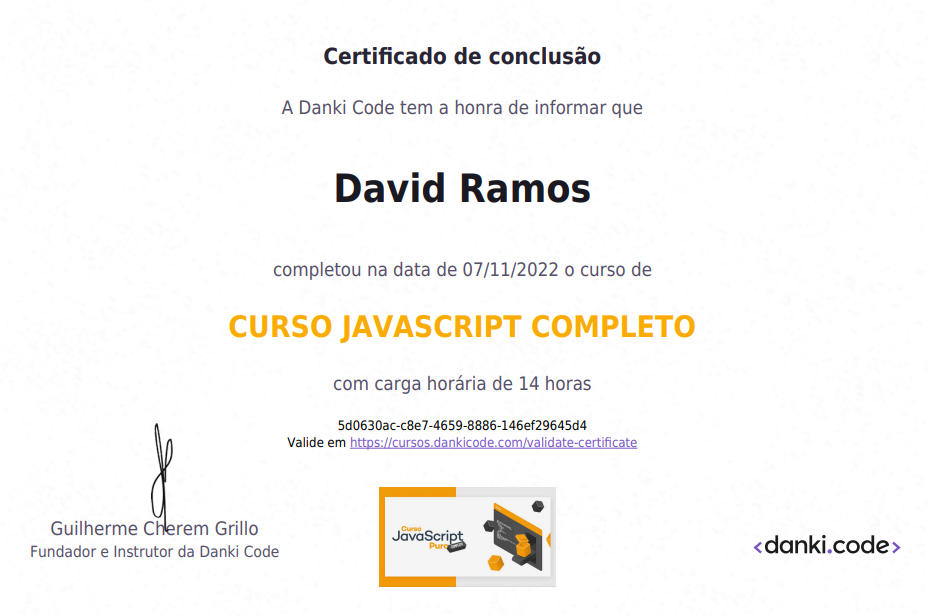 Certificado de conclusão
A Danki Code tem a honra de informar que
David Ramos
completou na data de 07/11/2022 o curso de
CURSO JAVASCRIPT COMPLETO
com carga horária de 14 horas
5d0630ac-c8e7-4659-8886-146ef29645d4
Valide em https://cursos.dankicode.com/validate-certificate
Guilherme Cherem Grillo
Fundador e Instrutor da Danki Code
Curso
JavaScript
Puro
<danki.code>